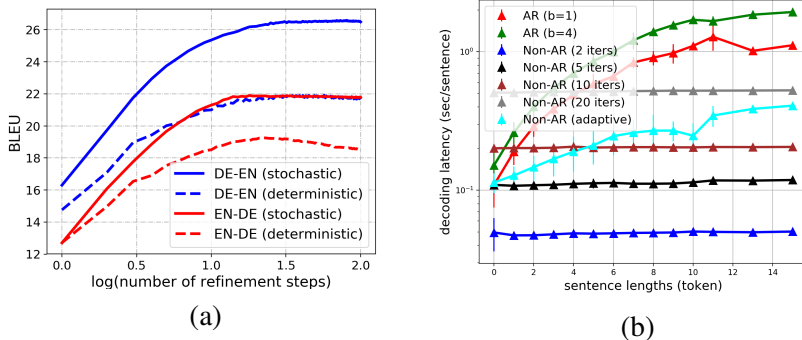 BLEU
26
24
22
20
18
16
14
12
DE-EN (stochastic)
DE-EN (deterministic)
EN-DE (stochastic)
EN-DE (deterministic)
0.0 0.5 1.0 1.5 2.0
log(number of refinement steps)
(a)
decoding latency (sec/sentence)
10⁰
10⁻¹
AR (b=1)
AR (b=4)
Non-AR (2 iters)
Non-AR (5 iters)
Non-AR (10 iters)
Non-AR (20 iters)
Non-AR (adaptive)
0 2 4 6 8 10 12 14
sentence lengths (token)
(b)